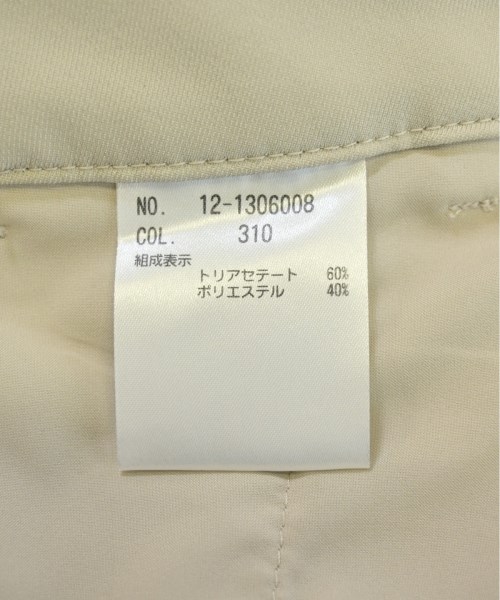 NO. 12-1306008
COL. 310
組成表示
トリアセテート 60%
ポリエステル 40%